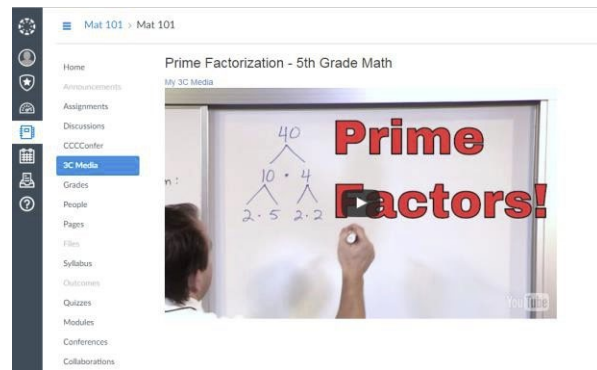 Mat 101 > Mat 101
Home
Announcements
Assignments
Discussions
CCCConfer
3C Media
Grades
People
Pages
Files
Syllabus
Outcomes
Quizzes
Modules
Conferences
Collaborations
Prime Factorization - 5th Grade Math
My 3C Media
40
10 · 4
2 · 5 2 · 2
n :
Prime
Factors!
YouTube